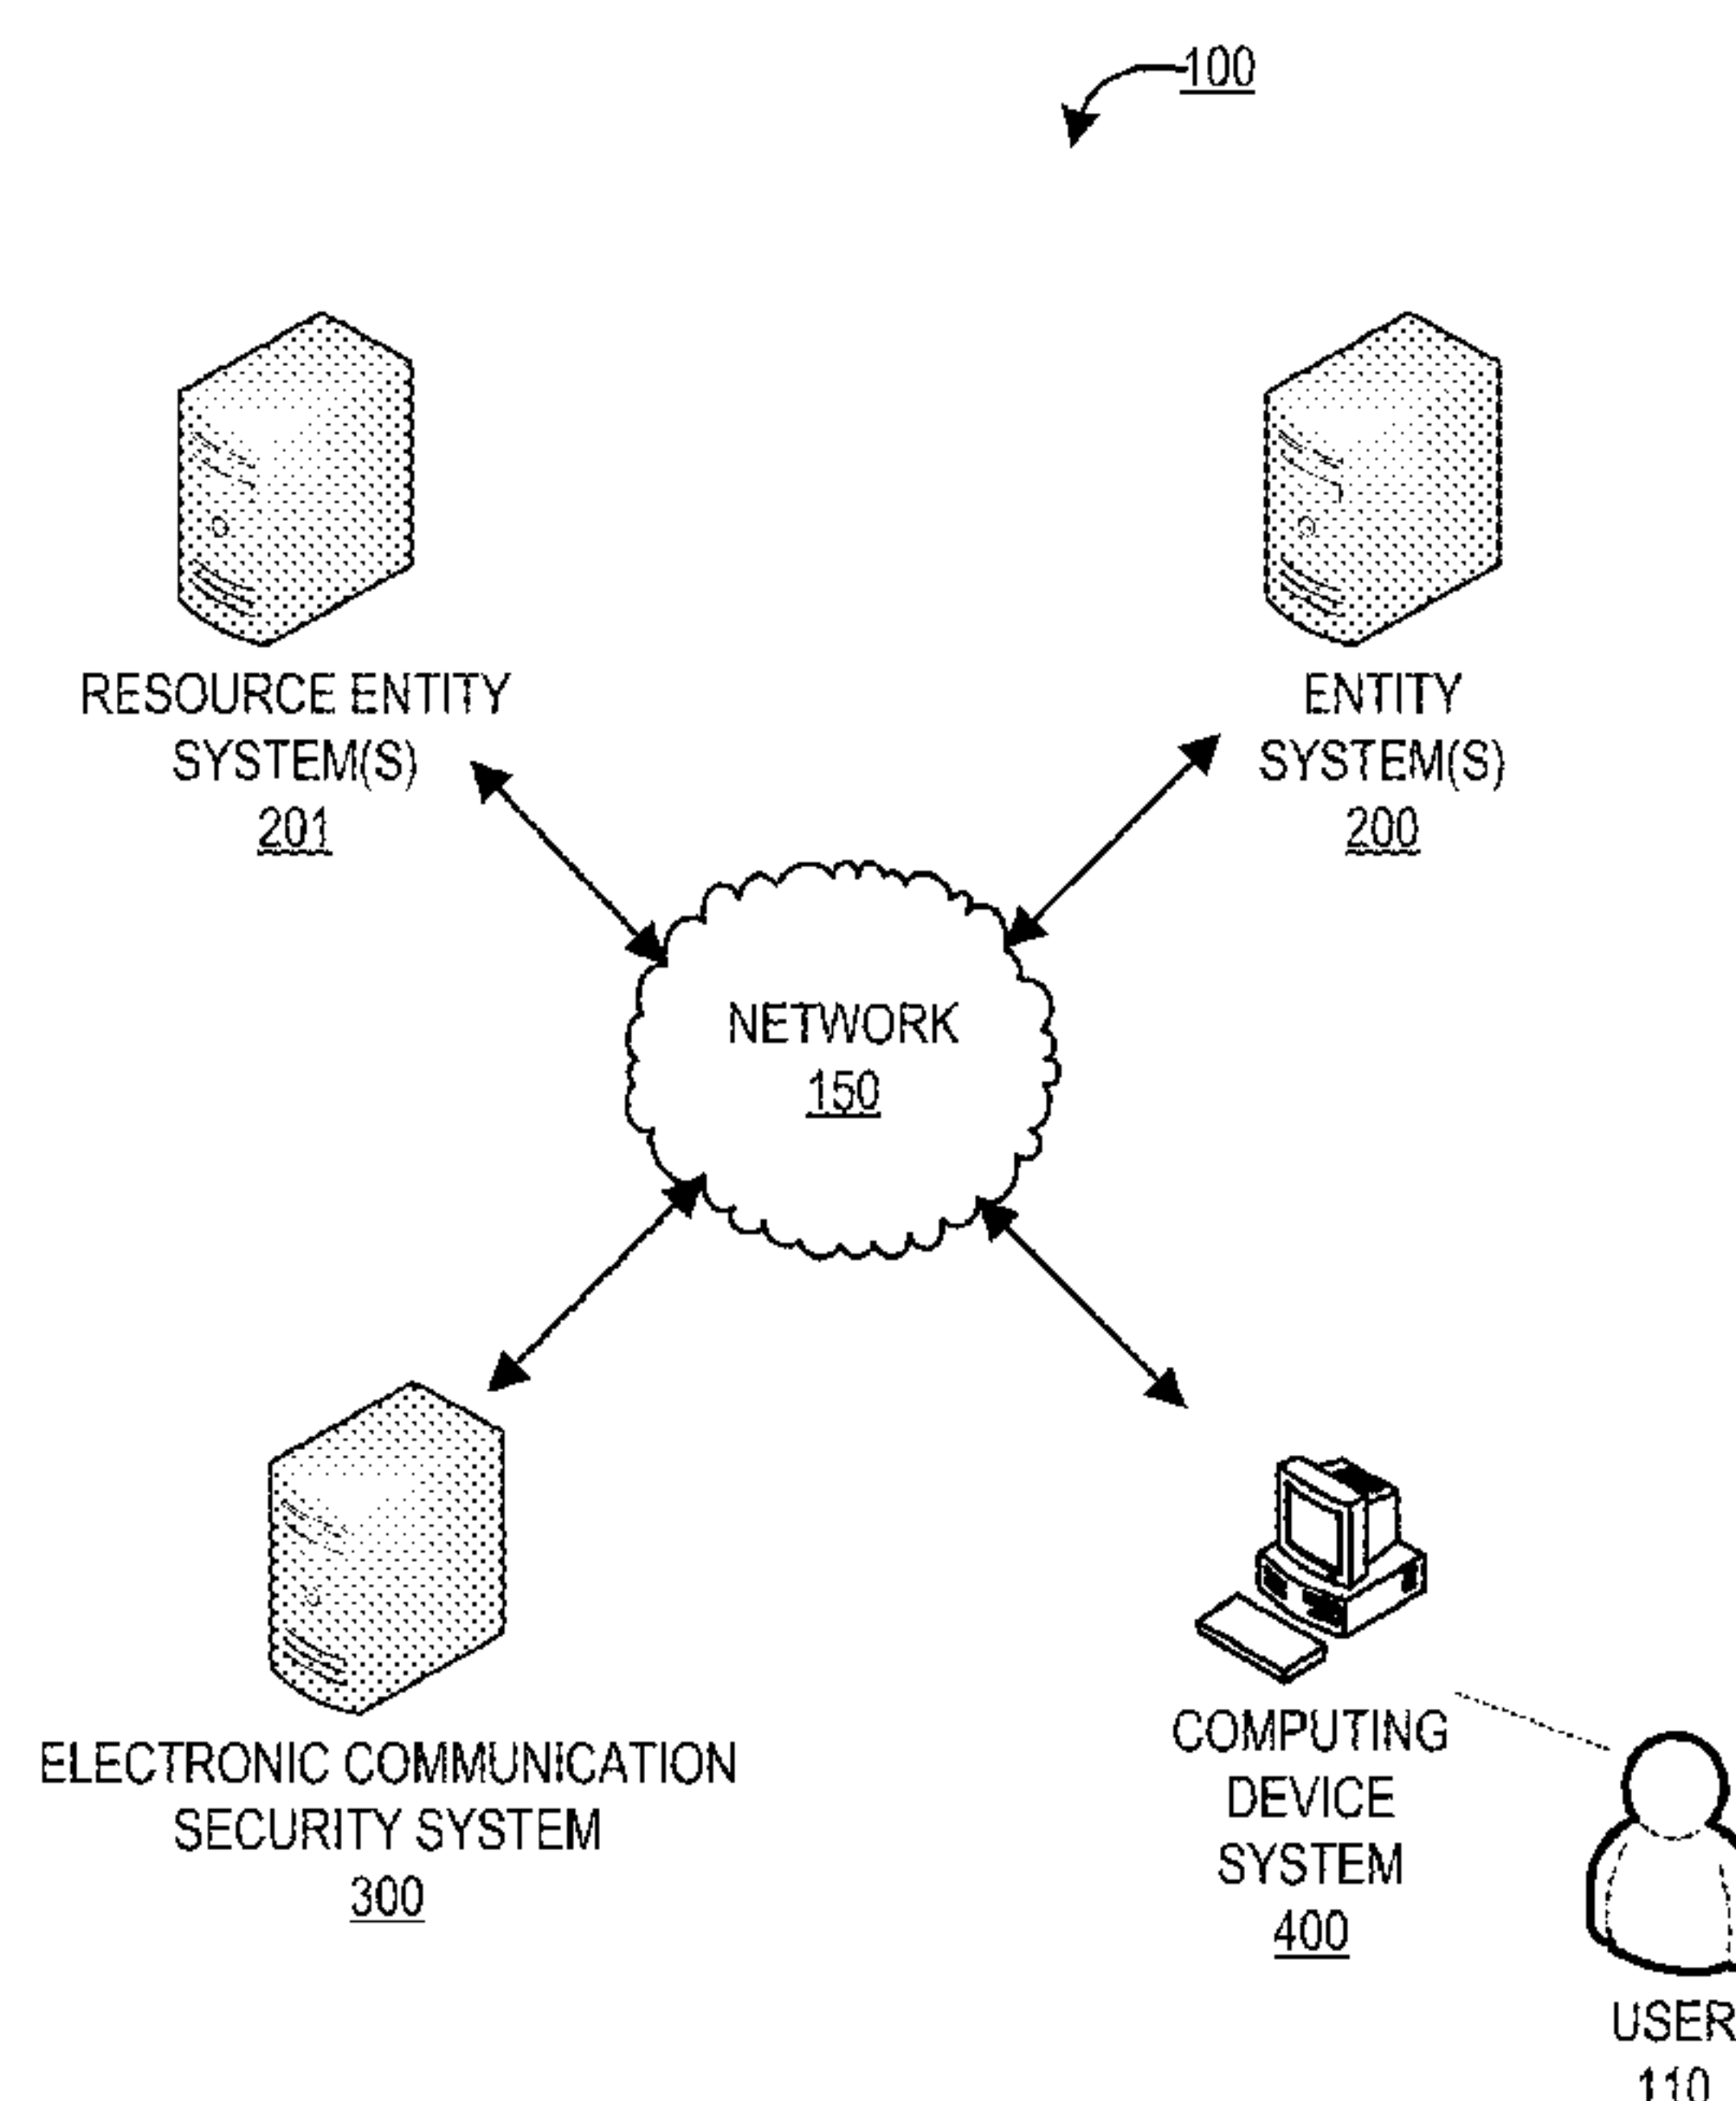 100
RESOURCE ENTITY
SYSTEM(S)
201
ENTITY
SYSTEM(S)
200
NETWORK
150
ELECTRONIC COMMUNICATION
SECURITY SYSTEM
300
COMPUTING
DEVICE
SYSTEM
400
USER
110